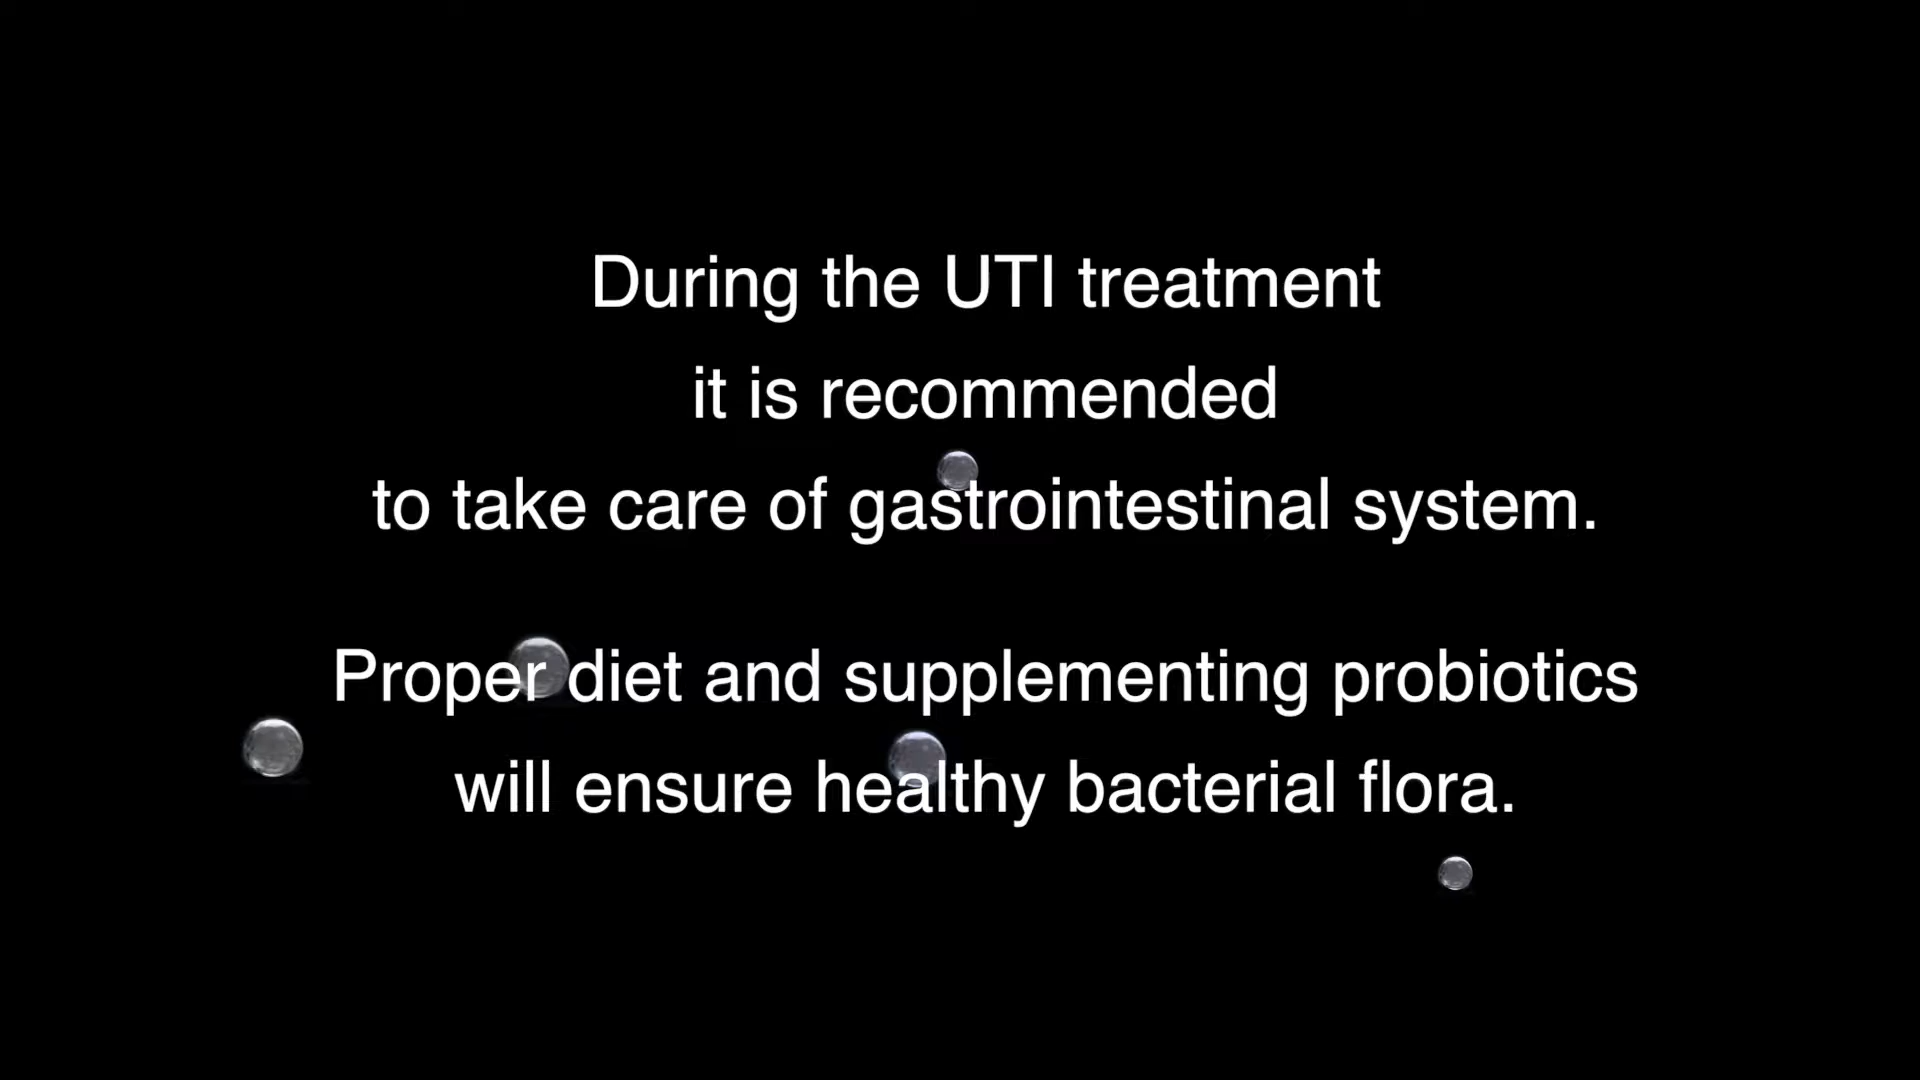 During the UTI treatment
it is recommended
to take care of gastrointestinal system.
Proper diet and supplementing probiotics
will ensure healthy bacterial flora.